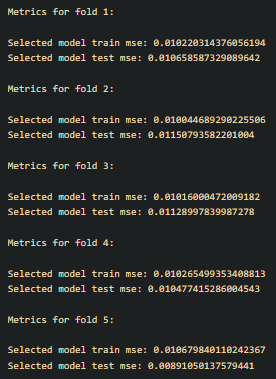 Metrics for fold 1:
Selected model train mse: 0.010220314376056194
Selected model test mse: 0.010658587329089642
Metrics for fold 2:
Selected model train mse: 0.010044689290225506
Selected model test mse: 0.01150793582201004
Metrics for fold 3:
Selected model train mse: 0.01016000472009182
Selected model test mse: 0.01128997839987278
Metrics for fold 4:
Selected model train mse: 0.010265499353408813
Selected model test mse: 0.010477415286004543
Metrics for fold 5:
Selected model train mse: 0.010679840110242367
Selected model test mse: 0.00891050137579441